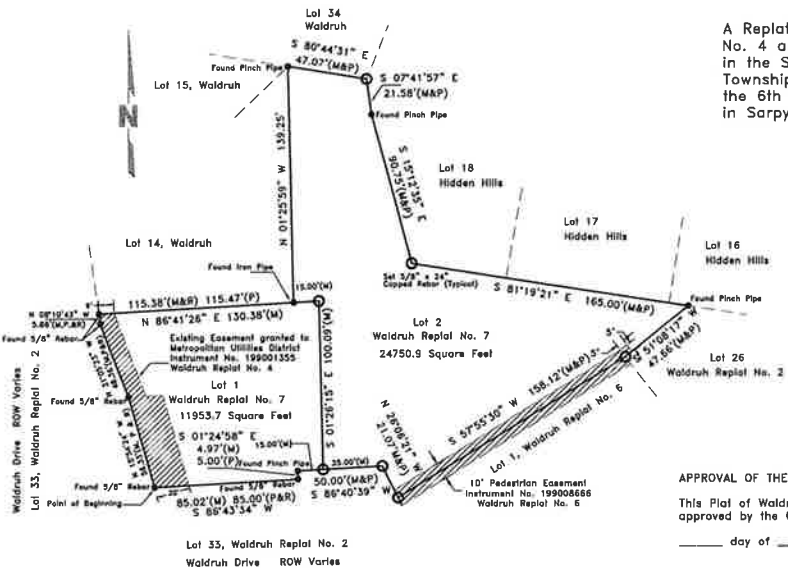 Lot 34
Waldruh
S 80°44'31" E
47.07'(M&P)
Found Pinch Pipe
S 07°41'57" E
21.58'(M&P)
Found Pinch Pipe
Lot 15, Waldruh
N
N 01°25'59" W 139.25'
S 15°12'35" E
90.75'(M&P)
Lot 18
Hidden Hills
Lot 17
Hidden Hills
Lot 16
Hidden Hills
A Replat
No. 4 a
in the S
Township
the 6th
in Sarpy
Lot 14, Waldruh
Found Iron Pipe
15.00'(M)
Set 5/8" x 24"
Capped Rebar (Typical)
S 81°19'21" E 165.00'(M&P)
Found Pinch Pipe
115.38'(M&R) 115.47'(P)
N 86°41'26" E 130.38'(M)
5.66'(M,P,&R)
Found 5/8" Rebar
Existing Easement granted to
Metropolitan Utilities District
Instrument No. 199001355
Waldruh Replat No. 4
Lot 2
Waldruh Replat No. 7
24750.9 Square Feet
S 01°26'15" E 100.09'(M)
5'
5'
S 51°08'17" W
47.66'(M&P)
Lot 26
Waldruh Replat No. 2
Lot 1
Waldruh Replat No. 7
11953.7 Square Feet
Found 5/8" Rebar
S 57°55'30" W 158.12'(M&P)
Lot 1, Waldruh Replat No. 6
S 01°24'58" E
4.97'(M)
5.00'(P)
15.00'(M)
Found Pinch Pipe
35.00'(M)
N 26°06'21" W
21.07'(M&P)
Waldruh Drive ROW Varies
Lot 33, Waldruh Replat No. 2
Found 5/8" Rebar
Point of Beginning
20'
Found 5/8" Rebar
85.02'(M) 85.00'(P&R)
S 86°43'34" W
50.00'(M&P)
S 86°40'39" W
10' Pedestrian Easement
Instrument No. 199008666
Waldruh Replat No. 6
Lot 33, Waldruh Replat No. 2
Waldruh Drive ROW Varies
APPROVAL OF THE
This Plat of Waldr
approved by the C
day of